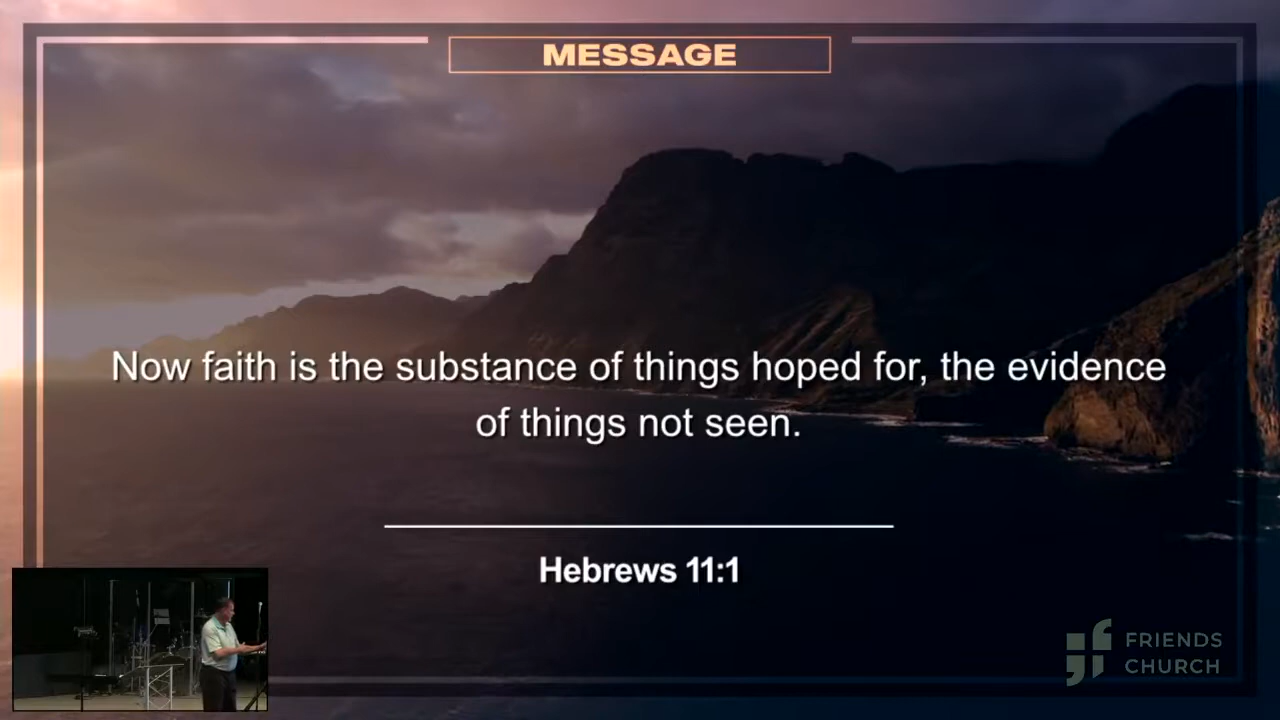 MESSAGE
Now faith is the substance of things hoped for, the evidence
of things not seen.
Hebrews 11:1
FRIENDS
CHURCH